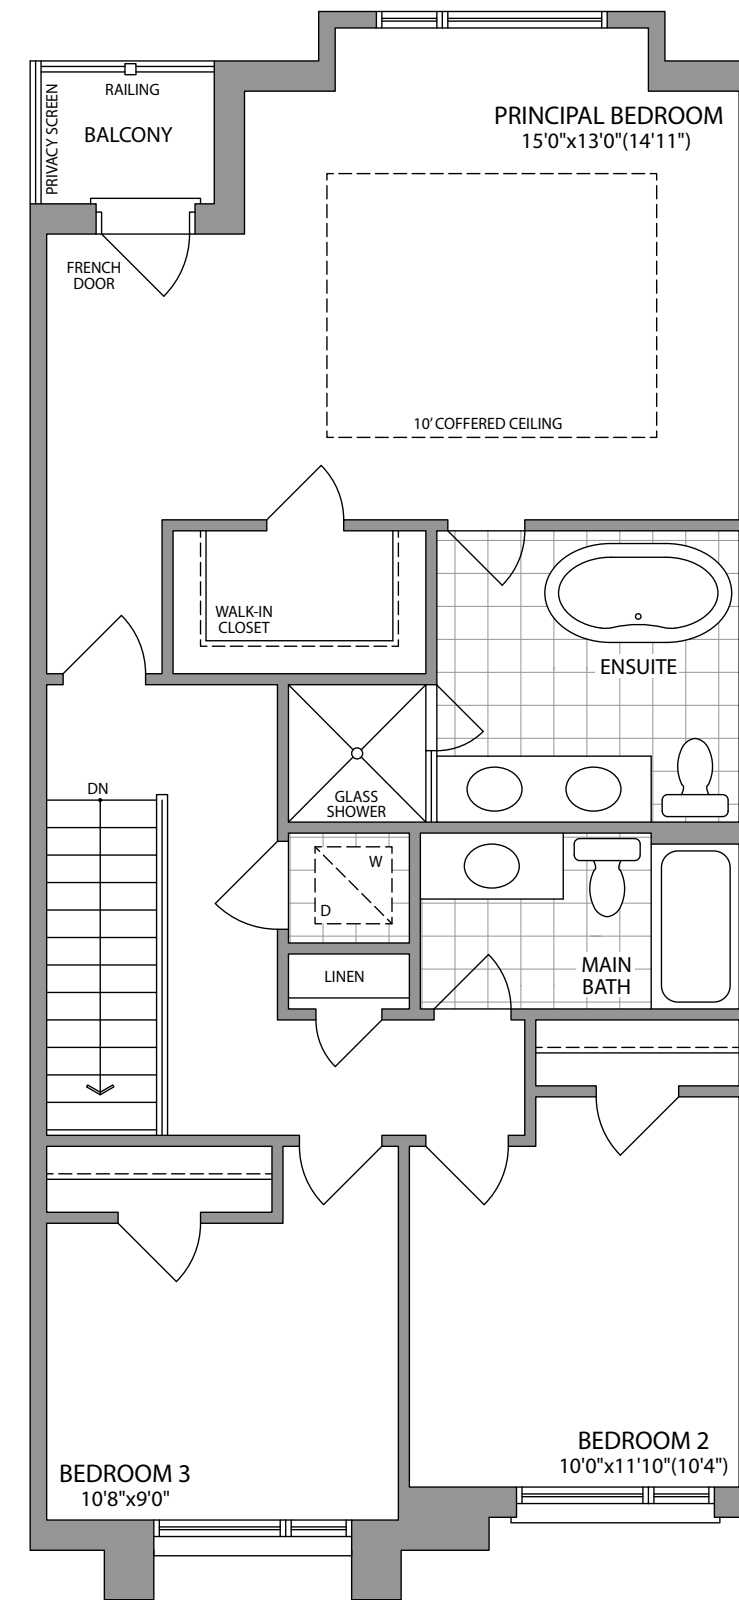 RAILING
PRIVACY SCREEN
BALCONY
PRINCIPAL BEDROOM
15'0"x13'0"(14'11")
FRENCH
DOOR
10' COFFERED CEILING
WALK-IN
CLOSET
ENSUITE
DN
GLASS
SHOWER
W
D
LINEN
MAIN
BATH
BEDROOM 2
10'0"x11'10"(10'4")
BEDROOM 3
10'8"x9'0"